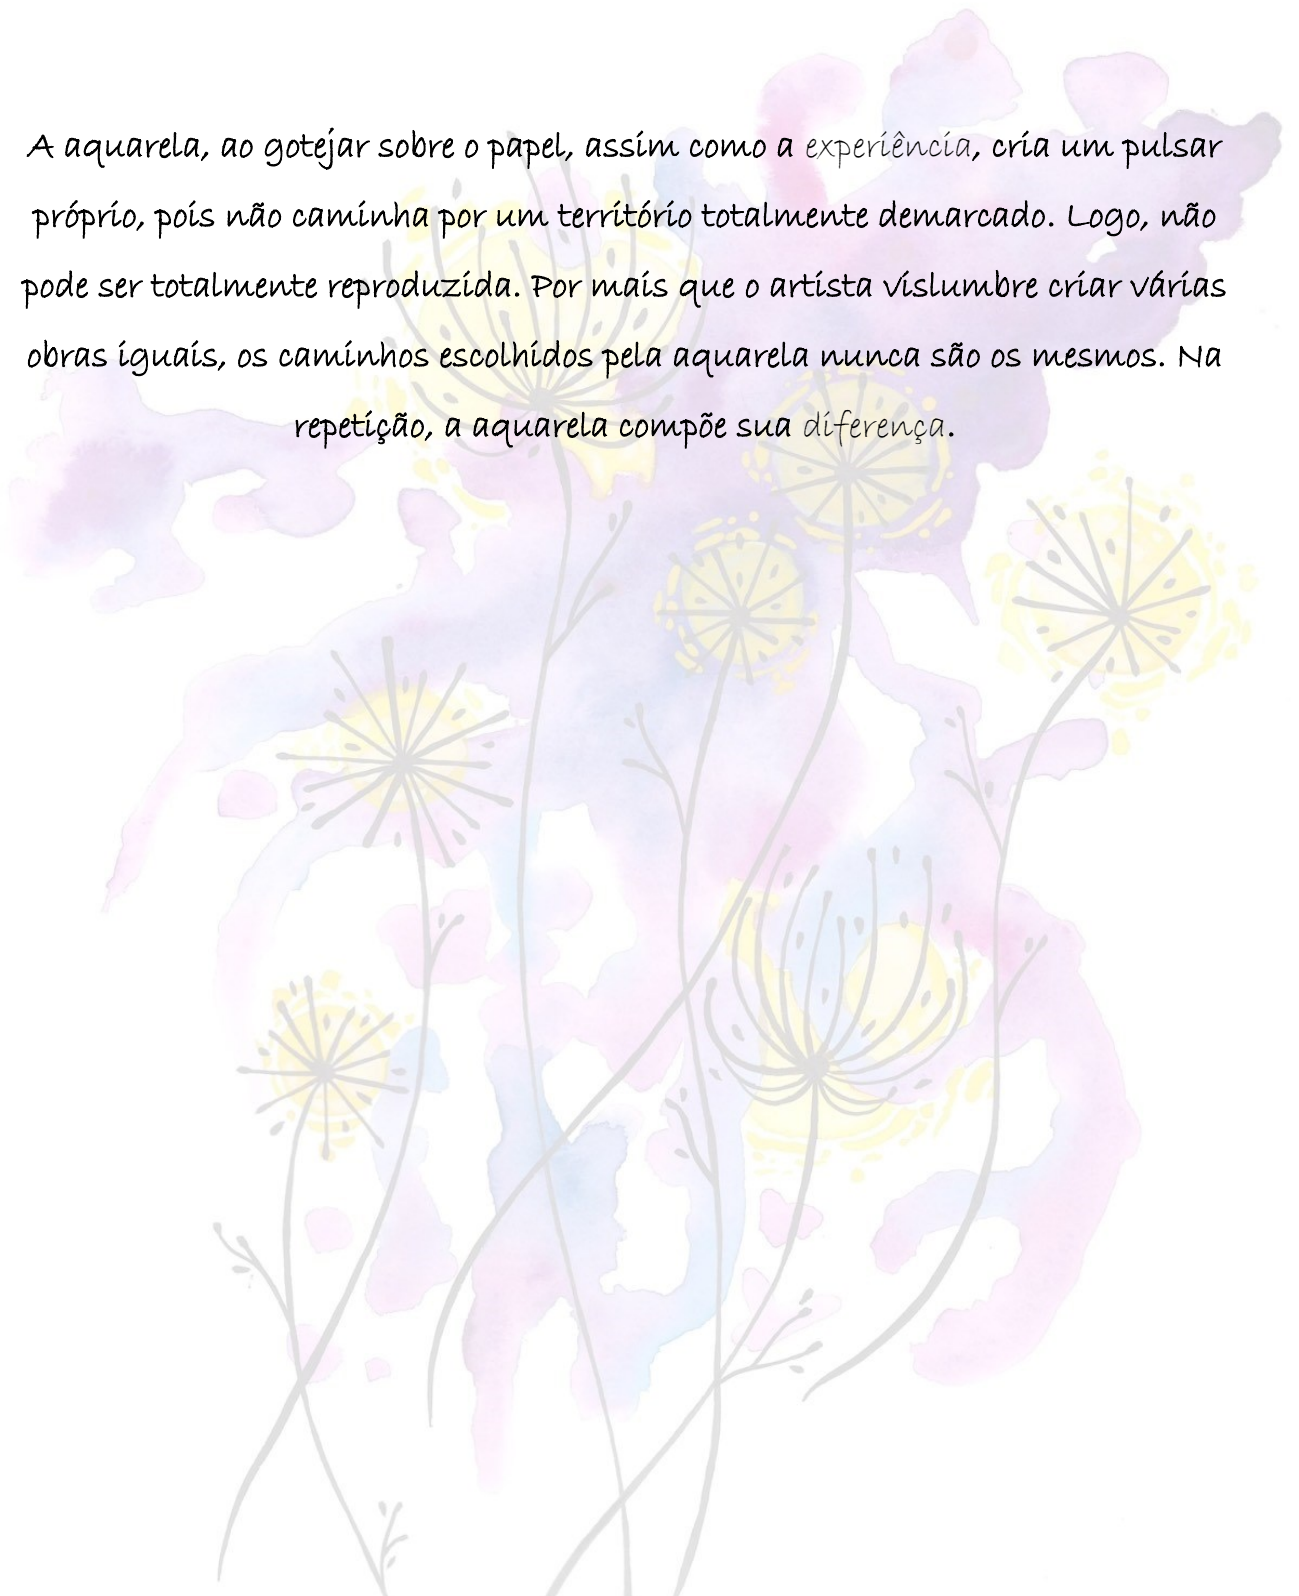 A aquarela, ao gotejar sobre o papel, assim como a experiência, cria um pulsar
próprio, pois não caminha por um território totalmente demarcado. Logo, não
pode ser totalmente reproduzida. Por mais que o artista vislumbre criar várias
obras iguais, os caminhos escolhidos pela aquarela nunca são os mesmos. Na
repetição, a aquarela compõe sua diferença.